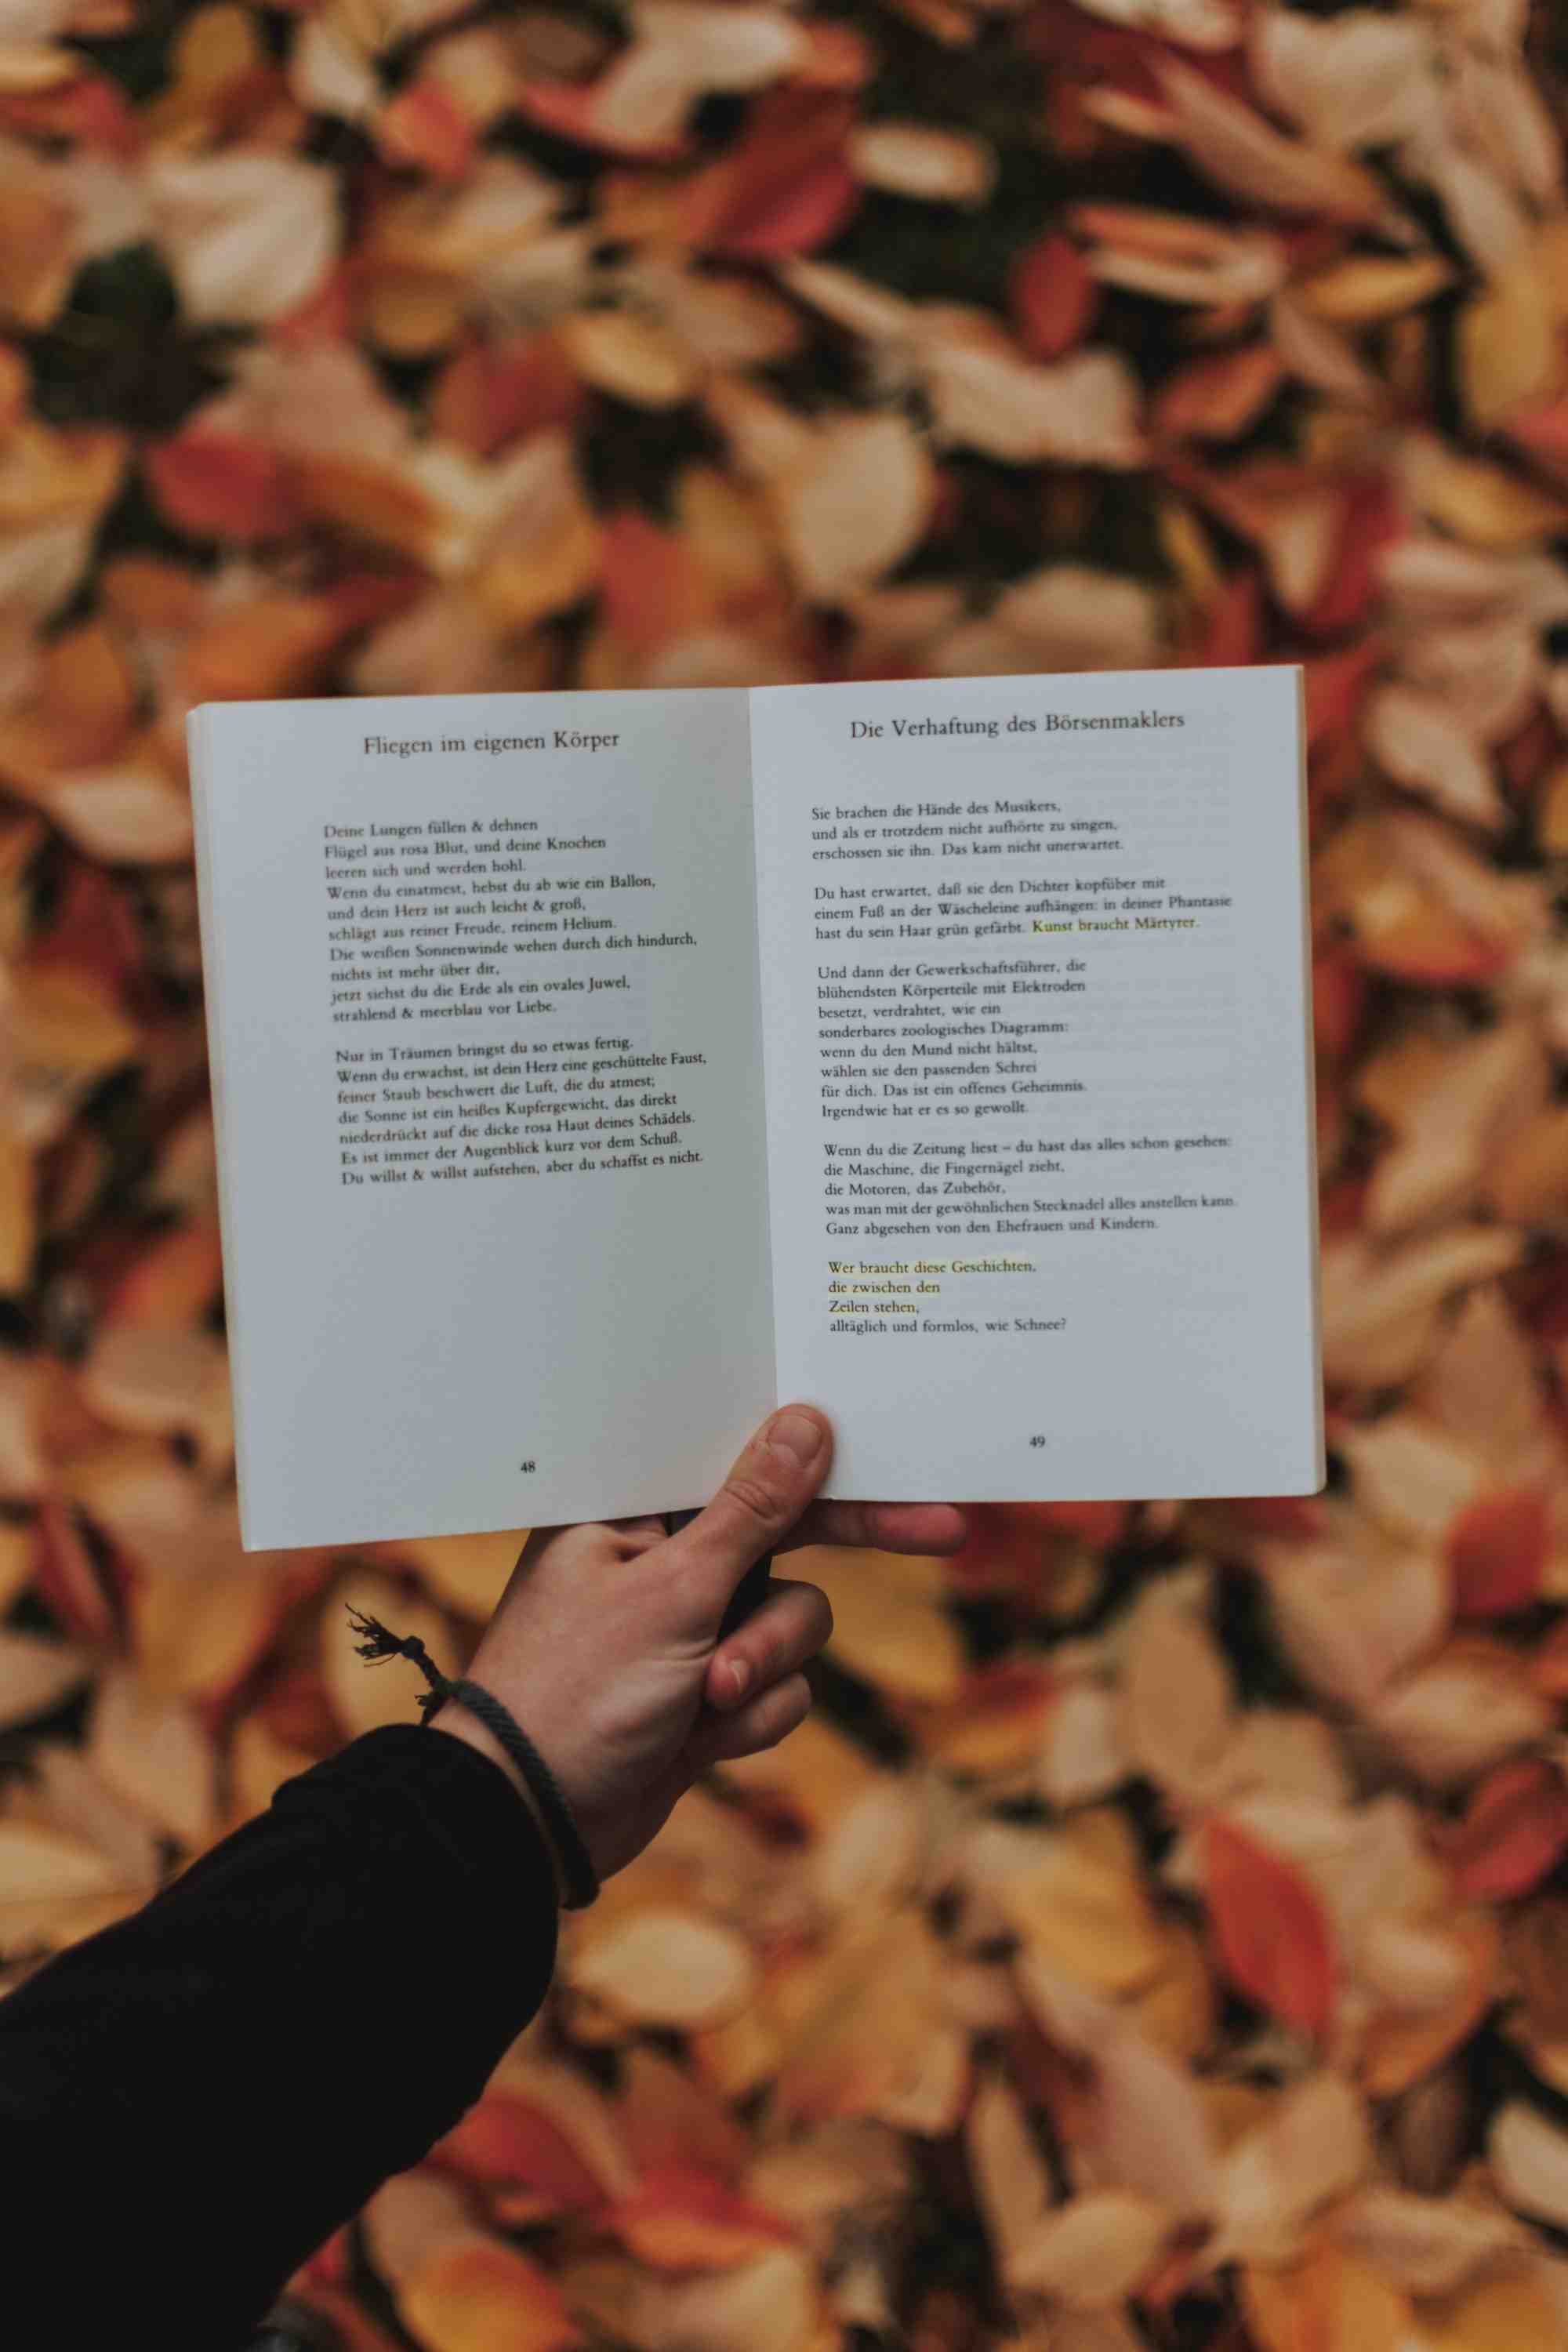 Fliegen im eigenen Körper
Deine Lungen füllen & dehnen
Flügel aus rosa Blut, und deine Knochen
leeren sich und werden hohl.
Wenn du einatmest, hebst du ab wie ein Ballon,
und dein Herz ist auch leicht & groß,
schlägt aus reiner Freude, reinem Helium.
Die weißen Sonnenwinde wehen durch dich hindurch,
nichts ist mehr über dir,
jetzt siehst du die Erde als ein ovales Juwel,
strahlend & meerblau vor Liebe.
Nur in Träumen bringst du so etwas fertig.
Wenn du erwachst, ist dein Herz eine geschüttelte Faust,
feiner Staub beschwert die Luft, die du atmest;
die Sonne ist ein heißes Kupfergewicht, das direkt
niederdrückt auf die dicke rosa Haut deines Schädels.
Es ist immer der Augenblick kurz vor dem Schuß.
Du willst & willst aufstehen, aber du schaffst es nicht.
48
Die Verhaftung des Börsenmaklers
Sie brachen die Hände des Musikers,
und als er trotzdem nicht aufhörte zu singen,
erschossen sie ihn. Das kam nicht unerwartet.
Du hast erwartet, daß sie den Dichter kopfüber mit
einem Fuß an der Wäscheleine aufhängen: in deiner Phantasie
hast du sein Haar grün gefärbt. Kunst braucht Märtyrer.
Und dann der Gewerkschaftsführer, die
blühendsten Körperteile mit Elektroden
besetzt, verdrahtet, wie ein
sonderbares zoologisches Diagramm:
wenn du den Mund nicht hältst,
wählen sie den passenden Schrei
für dich. Das ist ein offenes Geheimnis.
Irgendwie hat er es so gewollt.
Wenn du die Zeitung liest – du hast das alles schon gesehen:
die Maschine, die Fingernägel zieht,
die Motoren, das Zubehör,
was man mit der gewöhnlichen Stecknadel alles anstellen kann.
Ganz abgesehen von den Ehefrauen und Kindern.
Wer braucht diese Geschichten,
die zwischen den
Zeilen stehen,
alltäglich und formlos, wie Schnee?
49